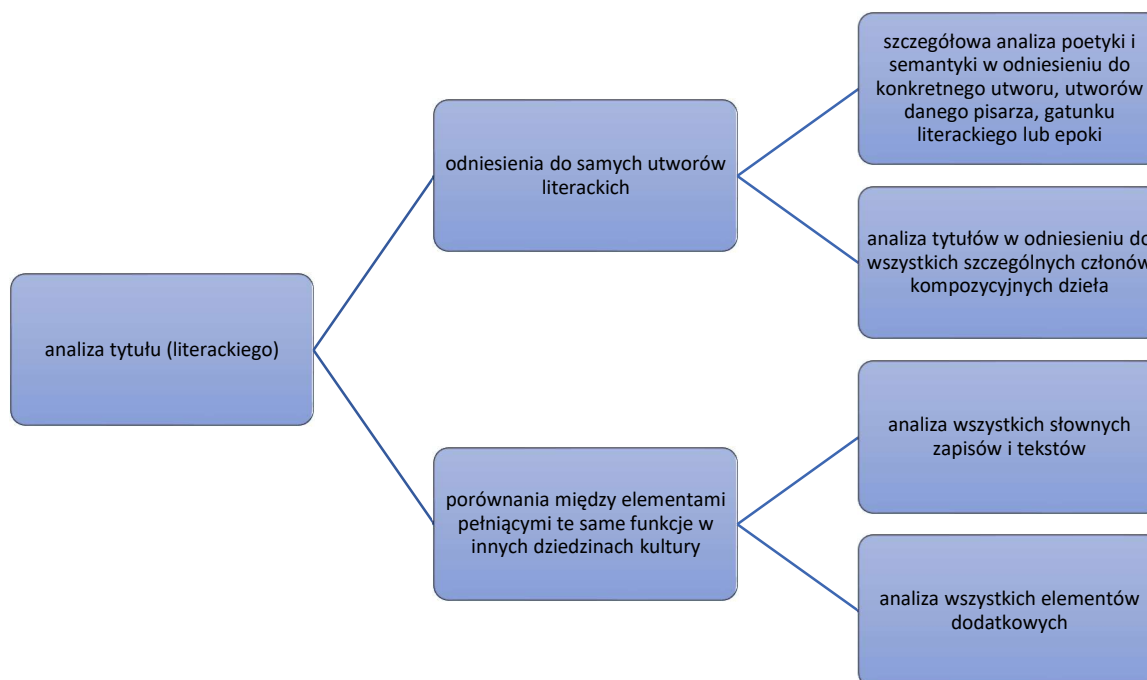 analiza tytułu (literackiego)
odniesienia do samych utworów
literackich
szczegółowa analiza poetyki i
semantyki w odniesieniu do
konkretnego utworu, utworów
danego pisarza, gatunku
literackiego lub epoki
analiza tytułów w odniesieniu do
wszystkich szczególnych członów
kompozycyjnych dzieła
porównania między elementami
pełniącymi te same funkcje w
innych dziedzinach kultury
analiza wszystkich słownych
zapisów i tekstów
analiza wszystkich elementów
dodatkowych